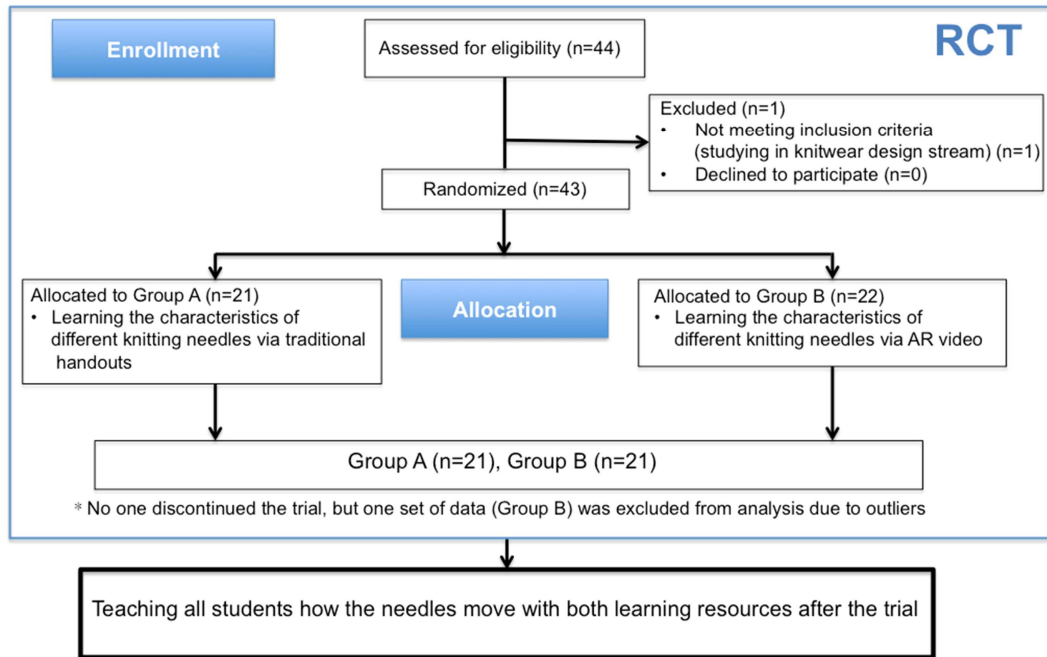 Enrollment
Assessed for eligibility (n=44)
RCT
Excluded (n=1)
• Not meeting inclusion criteria
(studying in knitwear design stream) (n=1)
• Declined to participate (n=0)
Randomized (n=43)
Allocated to Group A (n=21)
• Learning the characteristics of
different knitting needles via traditional
handouts
Allocation
Allocated to Group B (n=22)
• Learning the characteristics of
different knitting needles via AR video
Group A (n=21), Group B (n=21)
* No one discontinued the trial, but one set of data (Group B) was excluded from analysis due to outliers
Teaching all students how the needles move with both learning resources after the trial